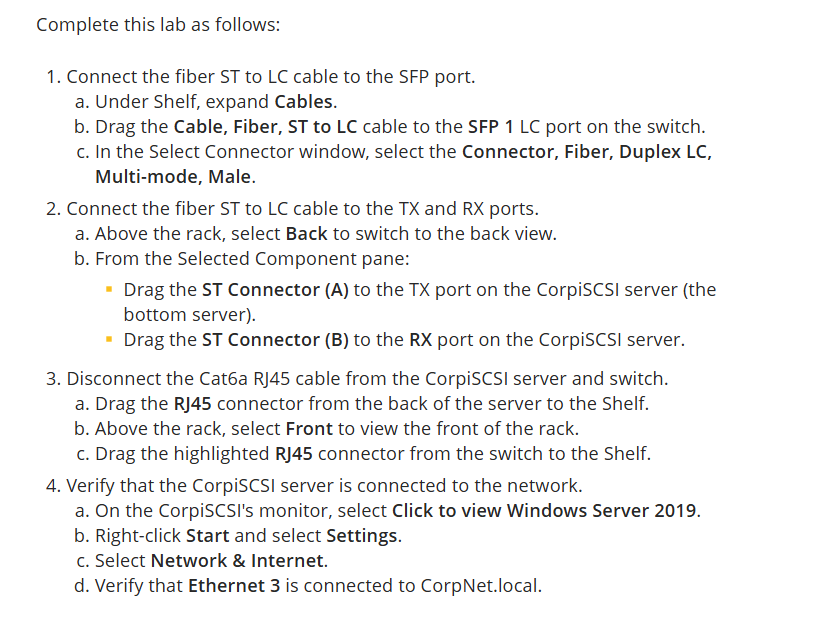 Complete this lab as follows:
1. Connect the fiber ST to LC cable to the SFP port.
a. Under Shelf, expand Cables.
b. Drag the Cable, Fiber, ST to LC cable to the SFP 1 LC port on the switch.
c. In the Select Connector window, select the Connector, Fiber, Duplex LC,
Multi-mode, Male.
2. Connect the fiber ST to LC cable to the TX and RX ports.
a. Above the rack, select Back to switch to the back view.
b. From the Selected Component pane:
▪ Drag the ST Connector (A) to the TX port on the CorpiSCSI server (the
bottom server).
▪ Drag the ST Connector (B) to the RX port on the CorpiSCSI server.
3. Disconnect the Cat6a RJ45 cable from the CorpiSCSI server and switch.
a. Drag the RJ45 connector from the back of the server to the Shelf.
b. Above the rack, select Front to view the front of the rack.
c. Drag the highlighted RJ45 connector from the switch to the Shelf.
4. Verify that the CorpiSCSI server is connected to the network.
a. On the CorpiSCSI's monitor, select Click to view Windows Server 2019.
b. Right-click Start and select Settings.
c. Select Network & Internet.
d. Verify that Ethernet 3 is connected to CorpNet.local.